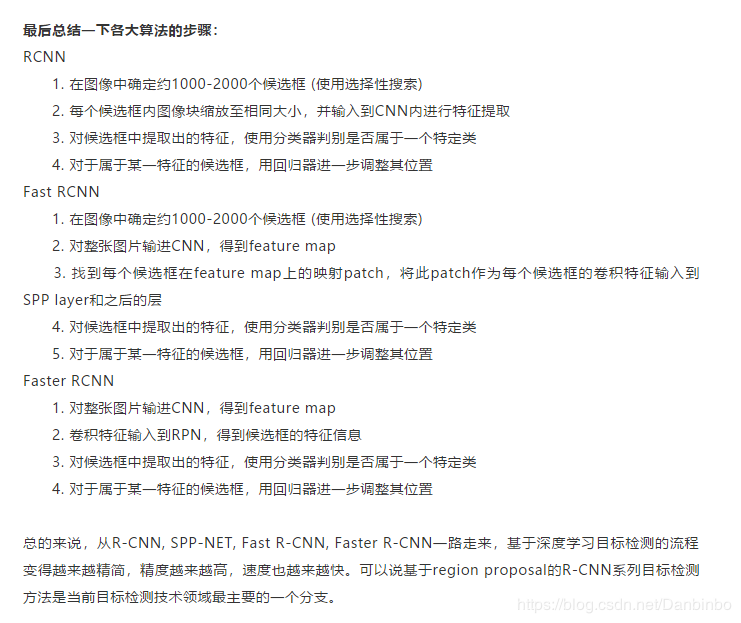 最后总结一下各大算法的步骤：
RCNN
1. 在图像中确定约1000-2000个候选框 (使用选择性搜索)
2. 每个候选框内图像块缩放至相同大小，并输入到CNN内进行特征提取
3. 对候选框中提取出的特征，使用分类器判别是否属于一个特定类
4. 对于属于某一特征的候选框，用回归器进一步调整其位置
Fast RCNN
1. 在图像中确定约1000-2000个候选框 (使用选择性搜索)
2. 对整张图片输进CNN，得到feature map
3. 找到每个候选框在feature map上的映射patch，将此patch作为每个候选框的卷积特征输入到
SPP layer和之后的层
4. 对候选框中提取出的特征，使用分类器判别是否属于一个特定类
5. 对于属于某一特征的候选框，用回归器进一步调整其位置
Faster RCNN
1. 对整张图片输进CNN，得到feature map
2. 卷积特征输入到RPN，得到候选框的特征信息
3. 对候选框中提取出的特征，使用分类器判别是否属于一个特定类
4. 对于属于某一特征的候选框，用回归器进一步调整其位置
总的来说，从R-CNN, SPP-NET, Fast R-CNN, Faster R-CNN一路走来，基于深度学习目标检测的流程
变得越来越精简，精度越来越高，速度也越来越快。可以说基于region proposal的R-CNN系列目标检测
方法是当前目标检测技术领域最主要的一个分支。
https://blog.csdn.net/Danbinbo